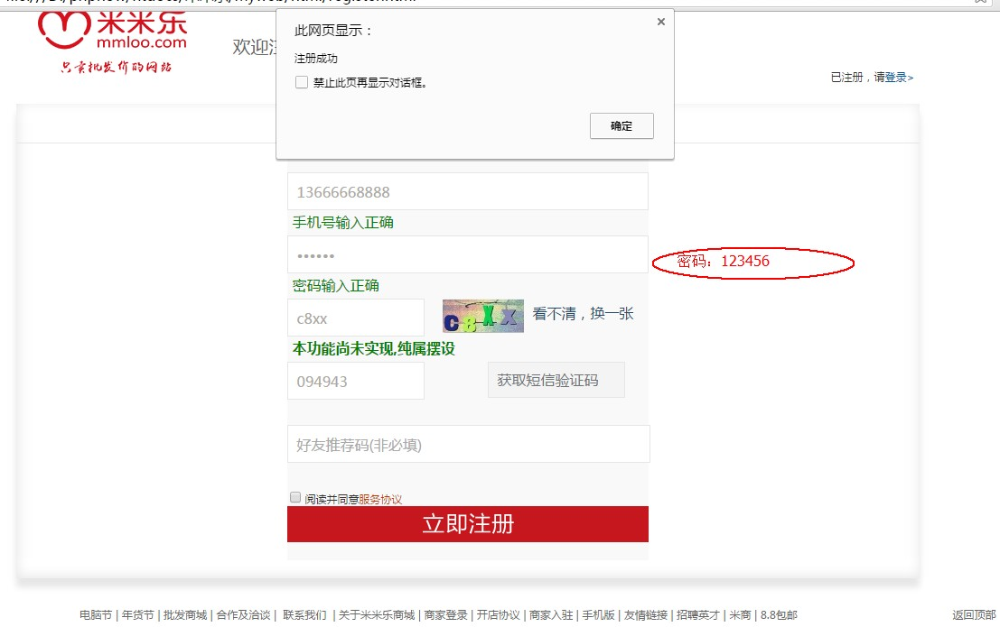 米米乐
mmloo.com
只卖批发价的网站
欢迎注
已注册，请登录>
此网页显示：
注册成功
禁止此页再显示对话框。
确定
13666668888
手机号输入正确
••••••
密码：123456
密码输入正确
c8xx
C8XX
看不清，换一张
本功能尚未实现,纯属摆设
094943
获取短信验证码
好友推荐码(非必填)
阅读并同意服务协议
立即注册
电脑节 | 年货节 | 批发商城 | 合作及洽谈 | 联系我们 | 关于米米乐商城 | 商家登录 | 开店协议 | 商家入驻 | 手机版 | 友情链接 | 招聘英才 | 米商 | 8.8包邮
返回顶部